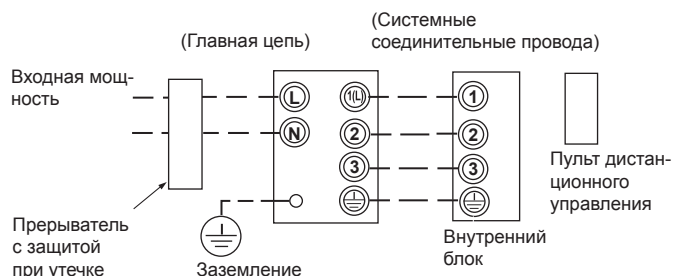 (Главная цепь)
(Системные
соединительные провода)
Входная мощ-
ность
L
1(L)
1
N
2
2
3
3
Пульт дистан-
ционного
управления
Прерыватель
с защитой
при утечке
Заземление
Внутренний
блок